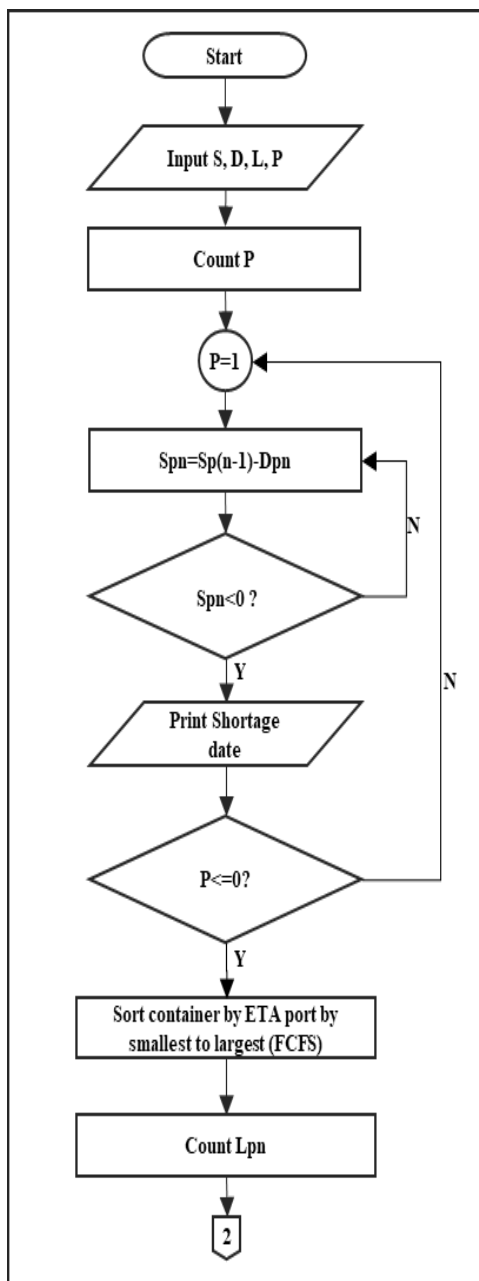 Start
Input S, D, L, P
Count P
P=1
Spn=Sp(n-1)-Dpn
N
Spn<0 ?
Y
N
Print Shortage
date
P<=0?
Y
Sort container by ETA port by
smallest to largest (FCFS)
Count Lpn
2